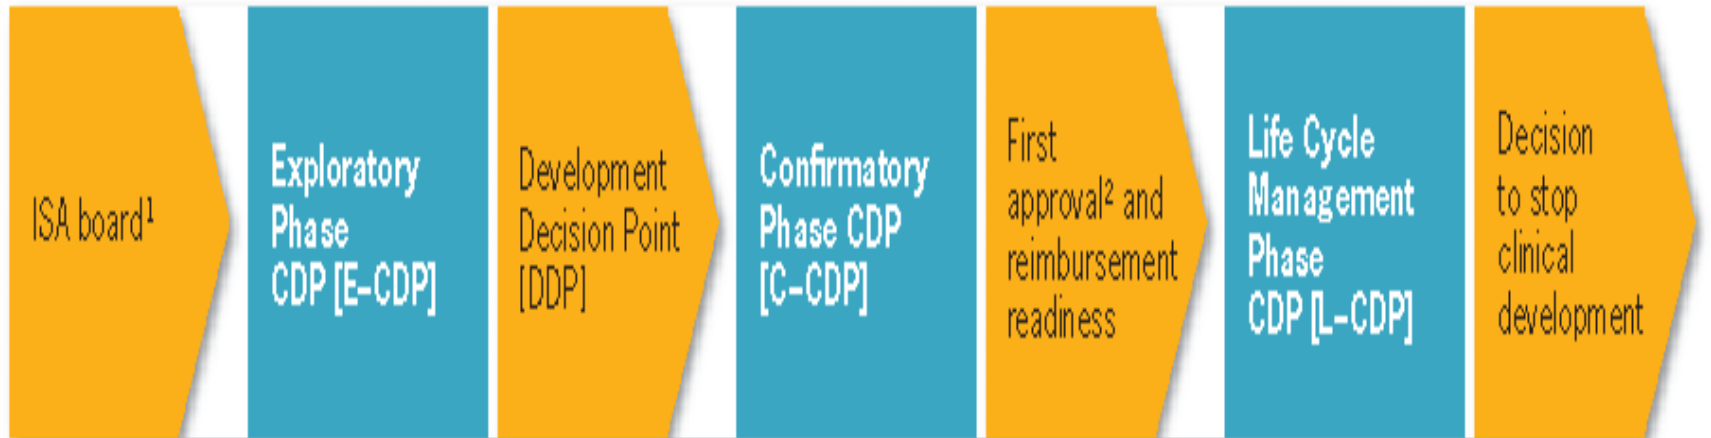 ISA board¹
Exploratory
Phase
CDP [E–CDP]
Development
Decision Point
[DDP]
Confirmatory
Phase CDP
[C–CDP]
First
approval² and
reimbursement
readiness
Life Cycle
Management
Phase
CDP [L–CDP]
Decision
to stop
clinical
development